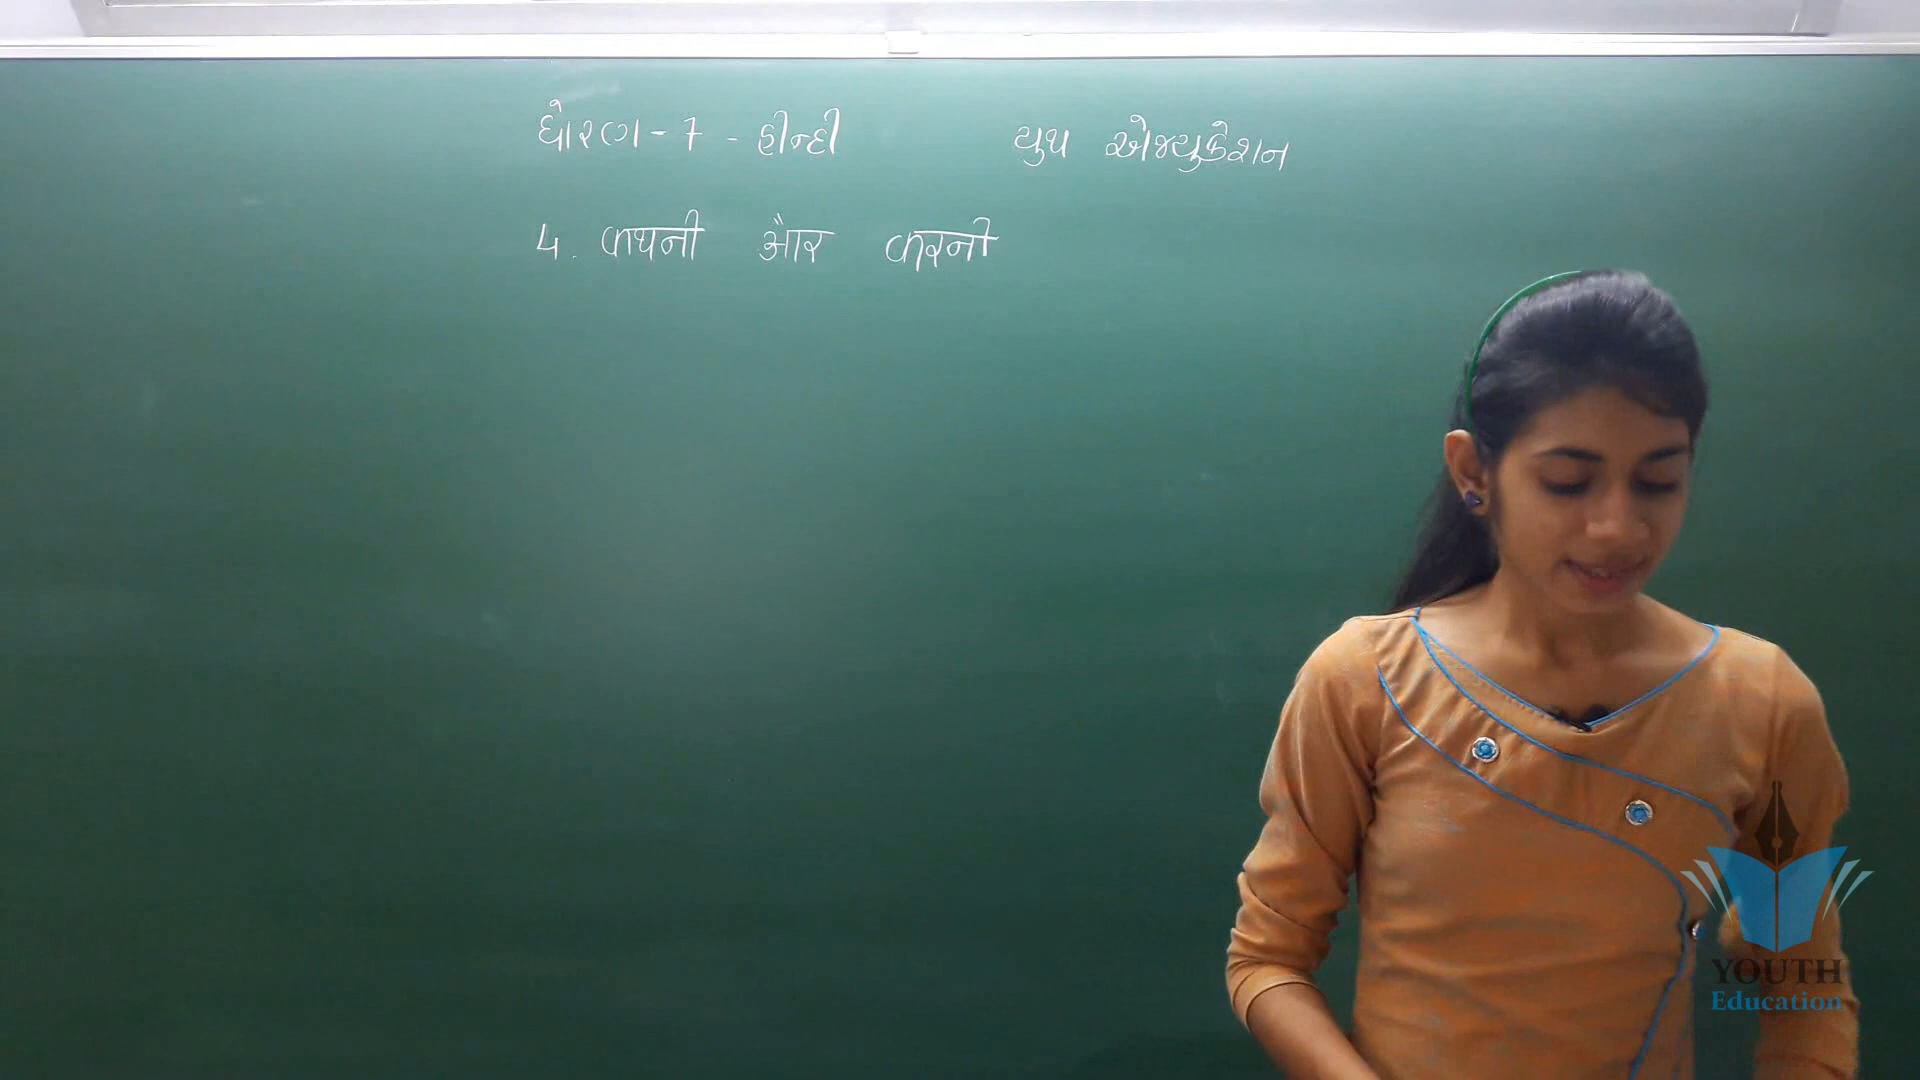 ધોરણ - 7 - હીન્દી યુથ એજ્યુકેશન
4. कथनी और करनी
YOUTH
Education